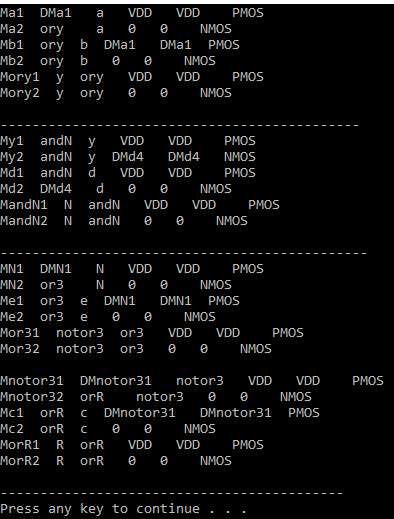 Ma1 DMa1 a VDD VDD PMOS
Ma2 ory a 0 0 NMOS
Mb1 ory b DMa1 DMa1 PMOS
Mb2 ory b 0 0 NMOS
Mory1 y ory VDD VDD PMOS
Mory2 y ory 0 0 NMOS
---------------------------------------------
My1 andN y VDD VDD PMOS
My2 andN y DMd4 DMd4 NMOS
Md1 andN d VDD VDD PMOS
Md2 DMd4 d 0 0 NMOS
MandN1 N andN VDD VDD PMOS
MandN2 N andN 0 0 NMOS
----------------------------------------------
MN1 DMN1 N VDD VDD PMOS
MN2 or3 N 0 0 NMOS
Me1 or3 e DMN1 DMN1 PMOS
Me2 or3 e 0 0 NMOS
Mor31 notor3 or3 VDD VDD PMOS
Mor32 notor3 or3 0 0 NMOS
Mnotor31 DMnotor31 notor3 VDD VDD PMOS
Mnotor32 orR notor3 0 0 NMOS
Mc1 orR c DMnotor31 DMnotor31 PMOS
Mc2 orR c 0 0 NMOS
MorR1 R orR VDD VDD PMOS
MorR2 R orR 0 0 NMOS
-------------------------------------------
Press any key to continue . . .